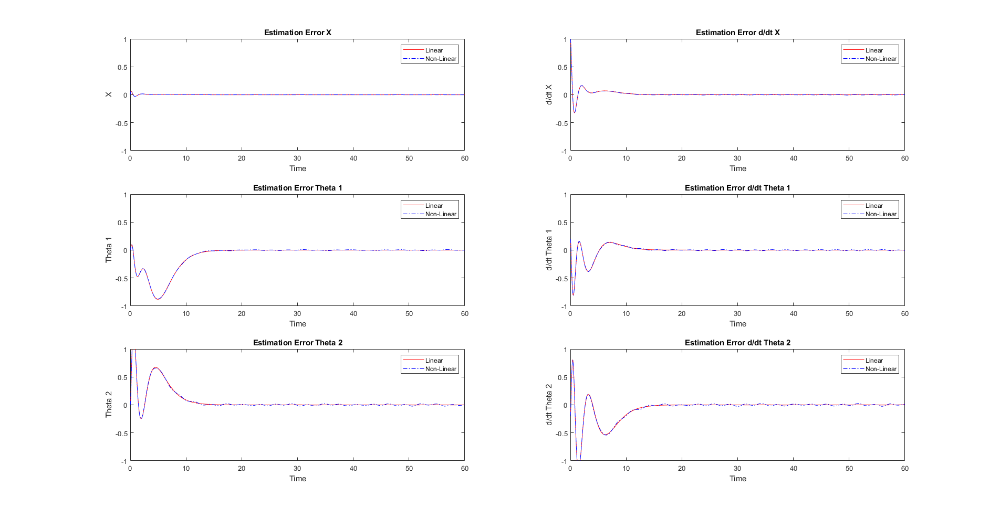 Estimation Error X
1
0.5
0
-0.5
-1
X
Linear
Non-Linear
0 10 20 30 40 50 60
Time
Estimation Error d/dt X
1
0.5
0
-0.5
-1
d/dt X
Linear
Non-Linear
0 10 20 30 40 50 60
Time
Estimation Error Theta 1
1
0.5
0
-0.5
-1
Theta 1
Linear
Non-Linear
0 10 20 30 40 50 60
Time
Estimation Error d/dt Theta 1
1
0.5
0
-0.5
-1
d/dt Theta 1
Linear
Non-Linear
0 10 20 30 40 50 60
Time
Estimation Error Theta 2
1
0.5
0
-0.5
-1
Theta 2
Linear
Non-Linear
0 10 20 30 40 50 60
Time
Estimation Error d/dt Theta 2
1
0.5
0
-0.5
-1
d/dt Theta 2
Linear
Non-Linear
0 10 20 30 40 50 60
Time